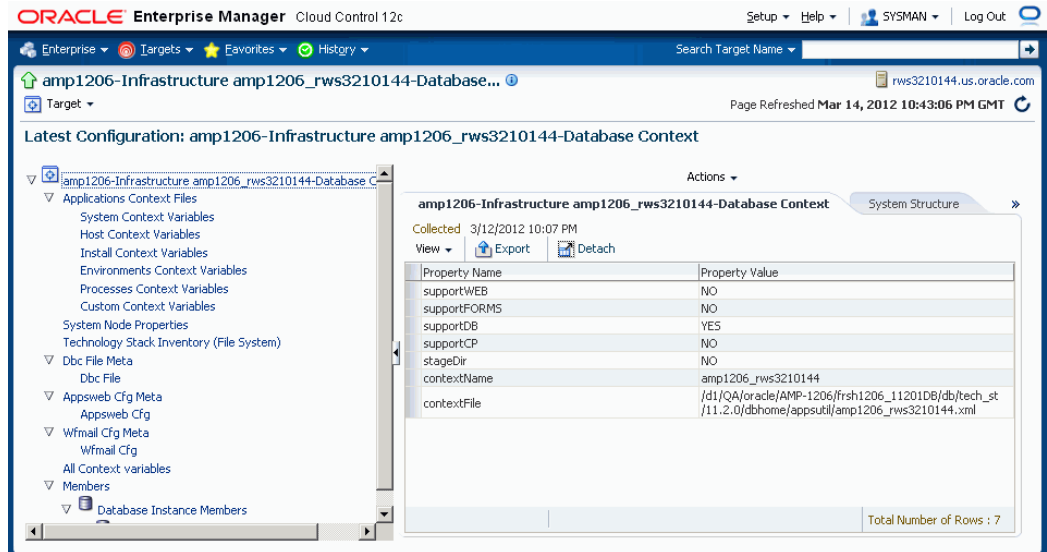 ORACLE Enterprise Manager Cloud Control 12c
Setup Help SYSMAN Log Out
Enterprise Targets Favorites History Search Target Name
amp1206-Infrastructure amp1206_rws3210144-Database... rws3210144.us.oracle.com
Target Page Refreshed Mar 14, 2012 10:43:06 PM GMT
Latest Configuration: amp1206-Infrastructure amp1206_rws3210144-Database Context
amp1206-Infrastructure amp1206_rws3210144-Database C
Applications Context Files
System Context Variables
Host Context Variables
Install Context Variables
Environments Context Variables
Processes Context Variables
Custom Context Variables
System Node Properties
Technology Stack Inventory (File System)
Dbc File Meta
Dbc File
Appsweb Cfg Meta
Appsweb Cfg
Wfmail Cfg Meta
Wfmail Cfg
All Context variables
Members
Database Instance Members
Actions
amp1206-Infrastructure amp1206_rws3210144-Database Context System Structure
Collected 3/12/2012 10:07 PM
View Export Detach
Property Name Property Value
supportWEB NO
supportFORMS NO
supportDB YES
supportCP NO
stageDir NO
contextName amp1206_rws3210144
contextFile /d1/QA/oracle/AMP-1206/frsh1206_11201DB/db/tech_st
/11.2.0/dbhome/appsutil/amp1206_rws3210144.xml
Total Number of Rows : 7